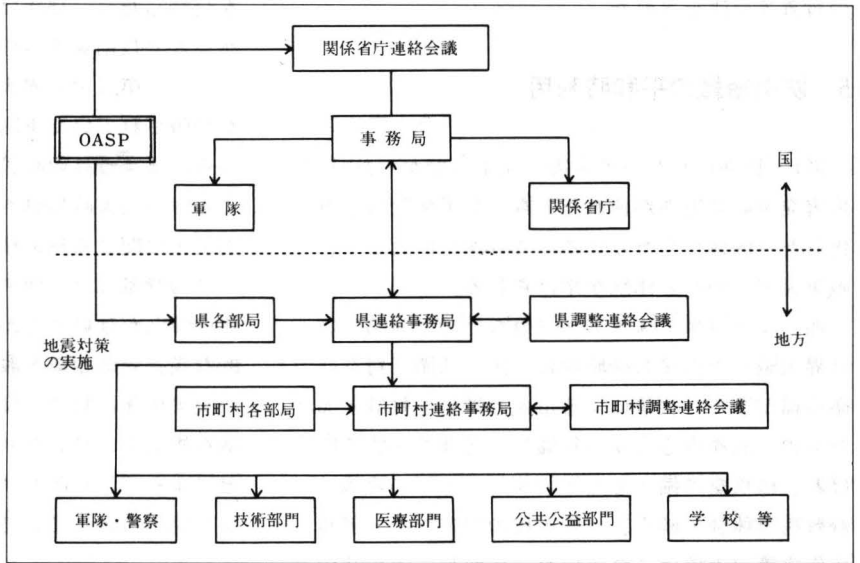 関係省庁連絡会議
OASP
事務局
国
軍隊
関係省庁
県各部局
県連絡事務局
県調整連絡会議
地方
地震対策
の実施
市町村各部局
市町村連絡事務局
市町村調整連絡会議
軍隊・警察
技術部門
医療部門
公共公益部門
学校等